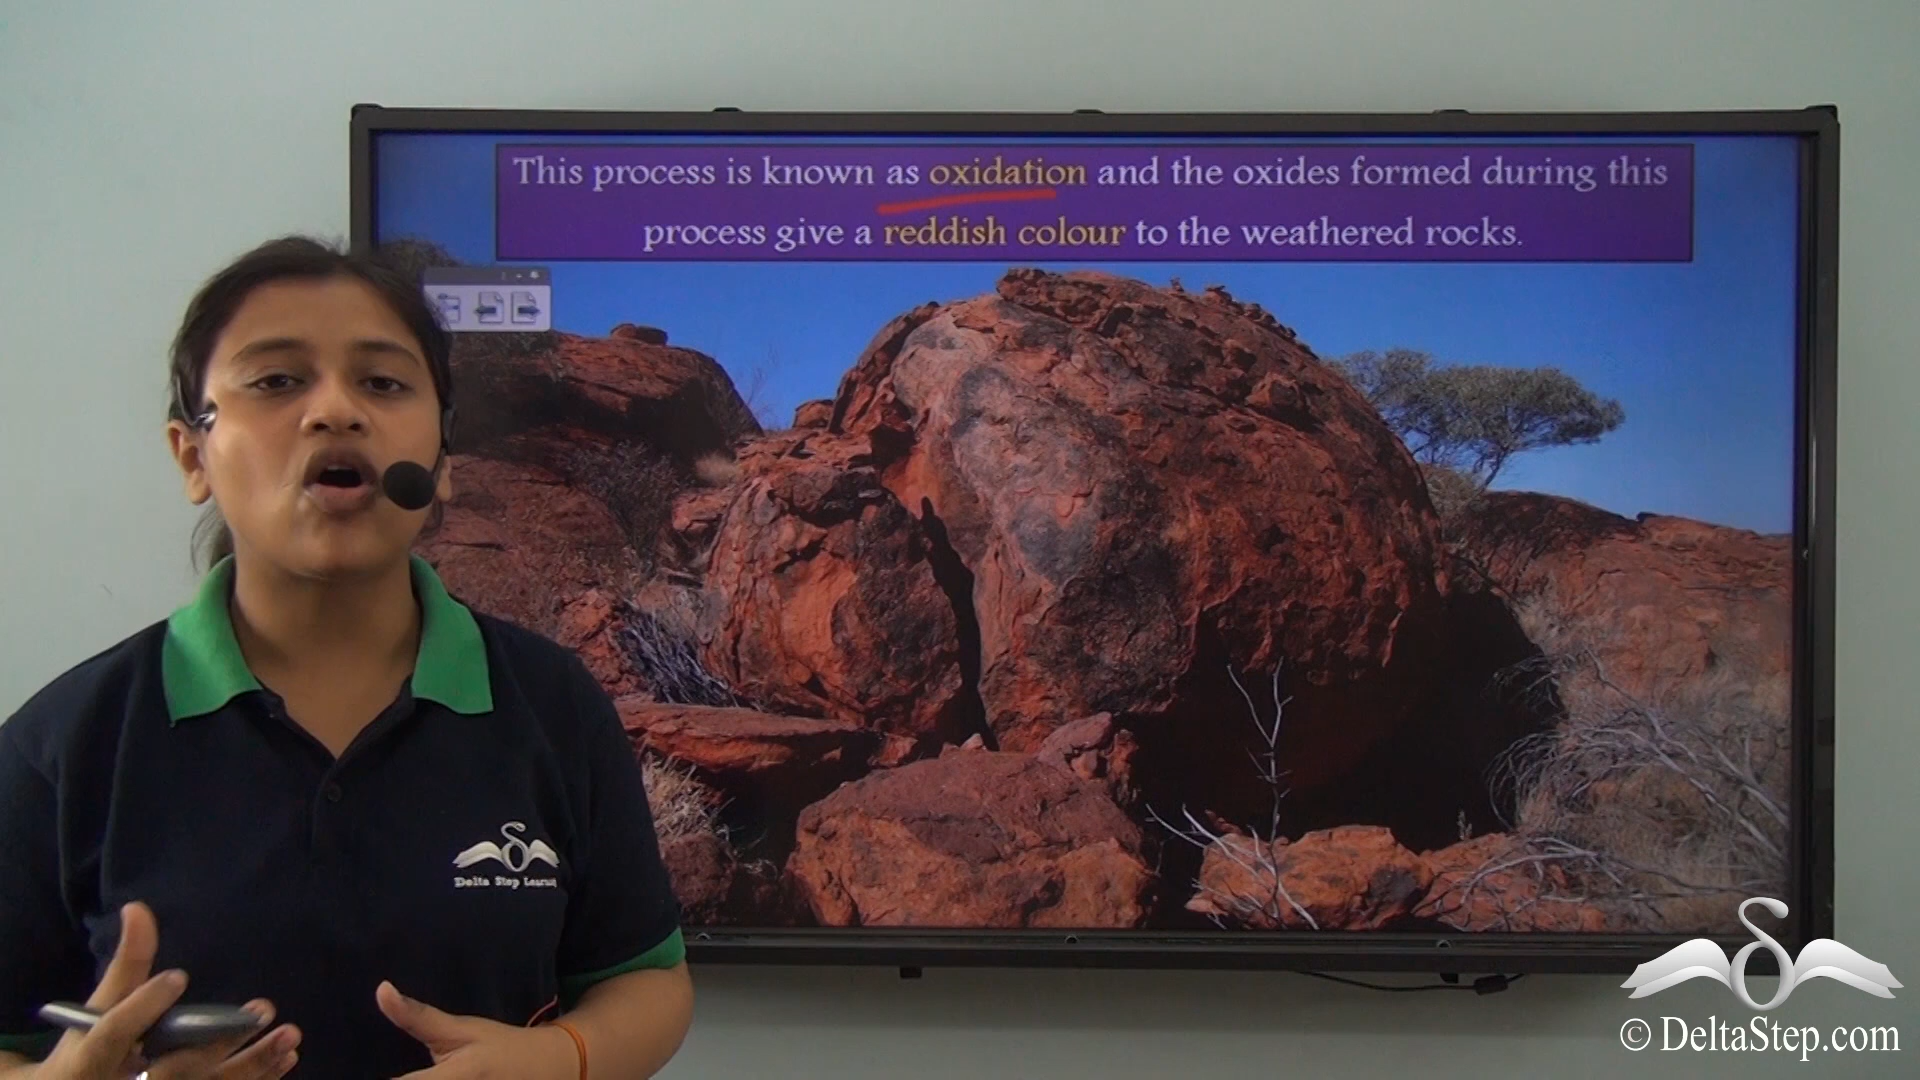 This process is known as oxidation and the oxides formed during this
process give a reddish colour to the weathered rocks.
Delta Step Learning
© DeltaStep.com